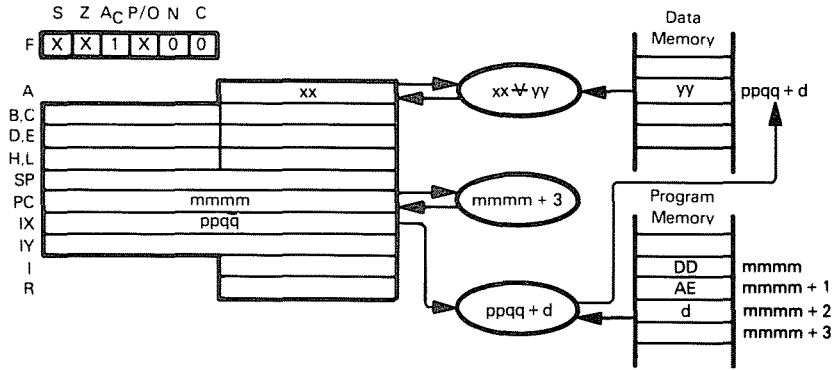 S Z AC P/O N C
F X X 1 X 0 0
Data
Memory
A xx
xx ⊻ yy
yy ppqq + d
B.C
D.E
H.L
SP
PC mmmm
mmmm + 3
IX ppqq
IY
I
R
ppqq + d
Program
Memory
DD mmmm
AE mmmm + 1
d mmmm + 2
mmmm + 3